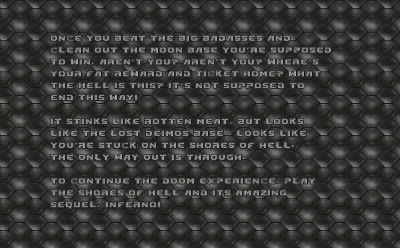 ONCE YOU BEAT THE BIG BADASSES AND
CLEAN OUT THE MOON BASE YOU'RE SUPPOSED
TO WIN, AREN'T YOU? AREN'T YOU? WHERE'S
YOUR FAT REWARD AND TICKET HOME? WHAT
THE HELL IS THIS? IT'S NOT SUPPOSED TO
END THIS WAY!

IT STINKS LIKE ROTTEN MEAT, BUT LOOKS
LIKE THE LOST DEIMOS BASE. LOOKS LIKE
YOU'RE STUCK ON THE SHORES OF HELL.
THE ONLY WAY OUT IS THROUGH.

TO CONTINUE THE DOOM EXPERIENCE, PLAY
THE SHORES OF HELL AND ITS AMAZING
SEQUEL, INFERNO!